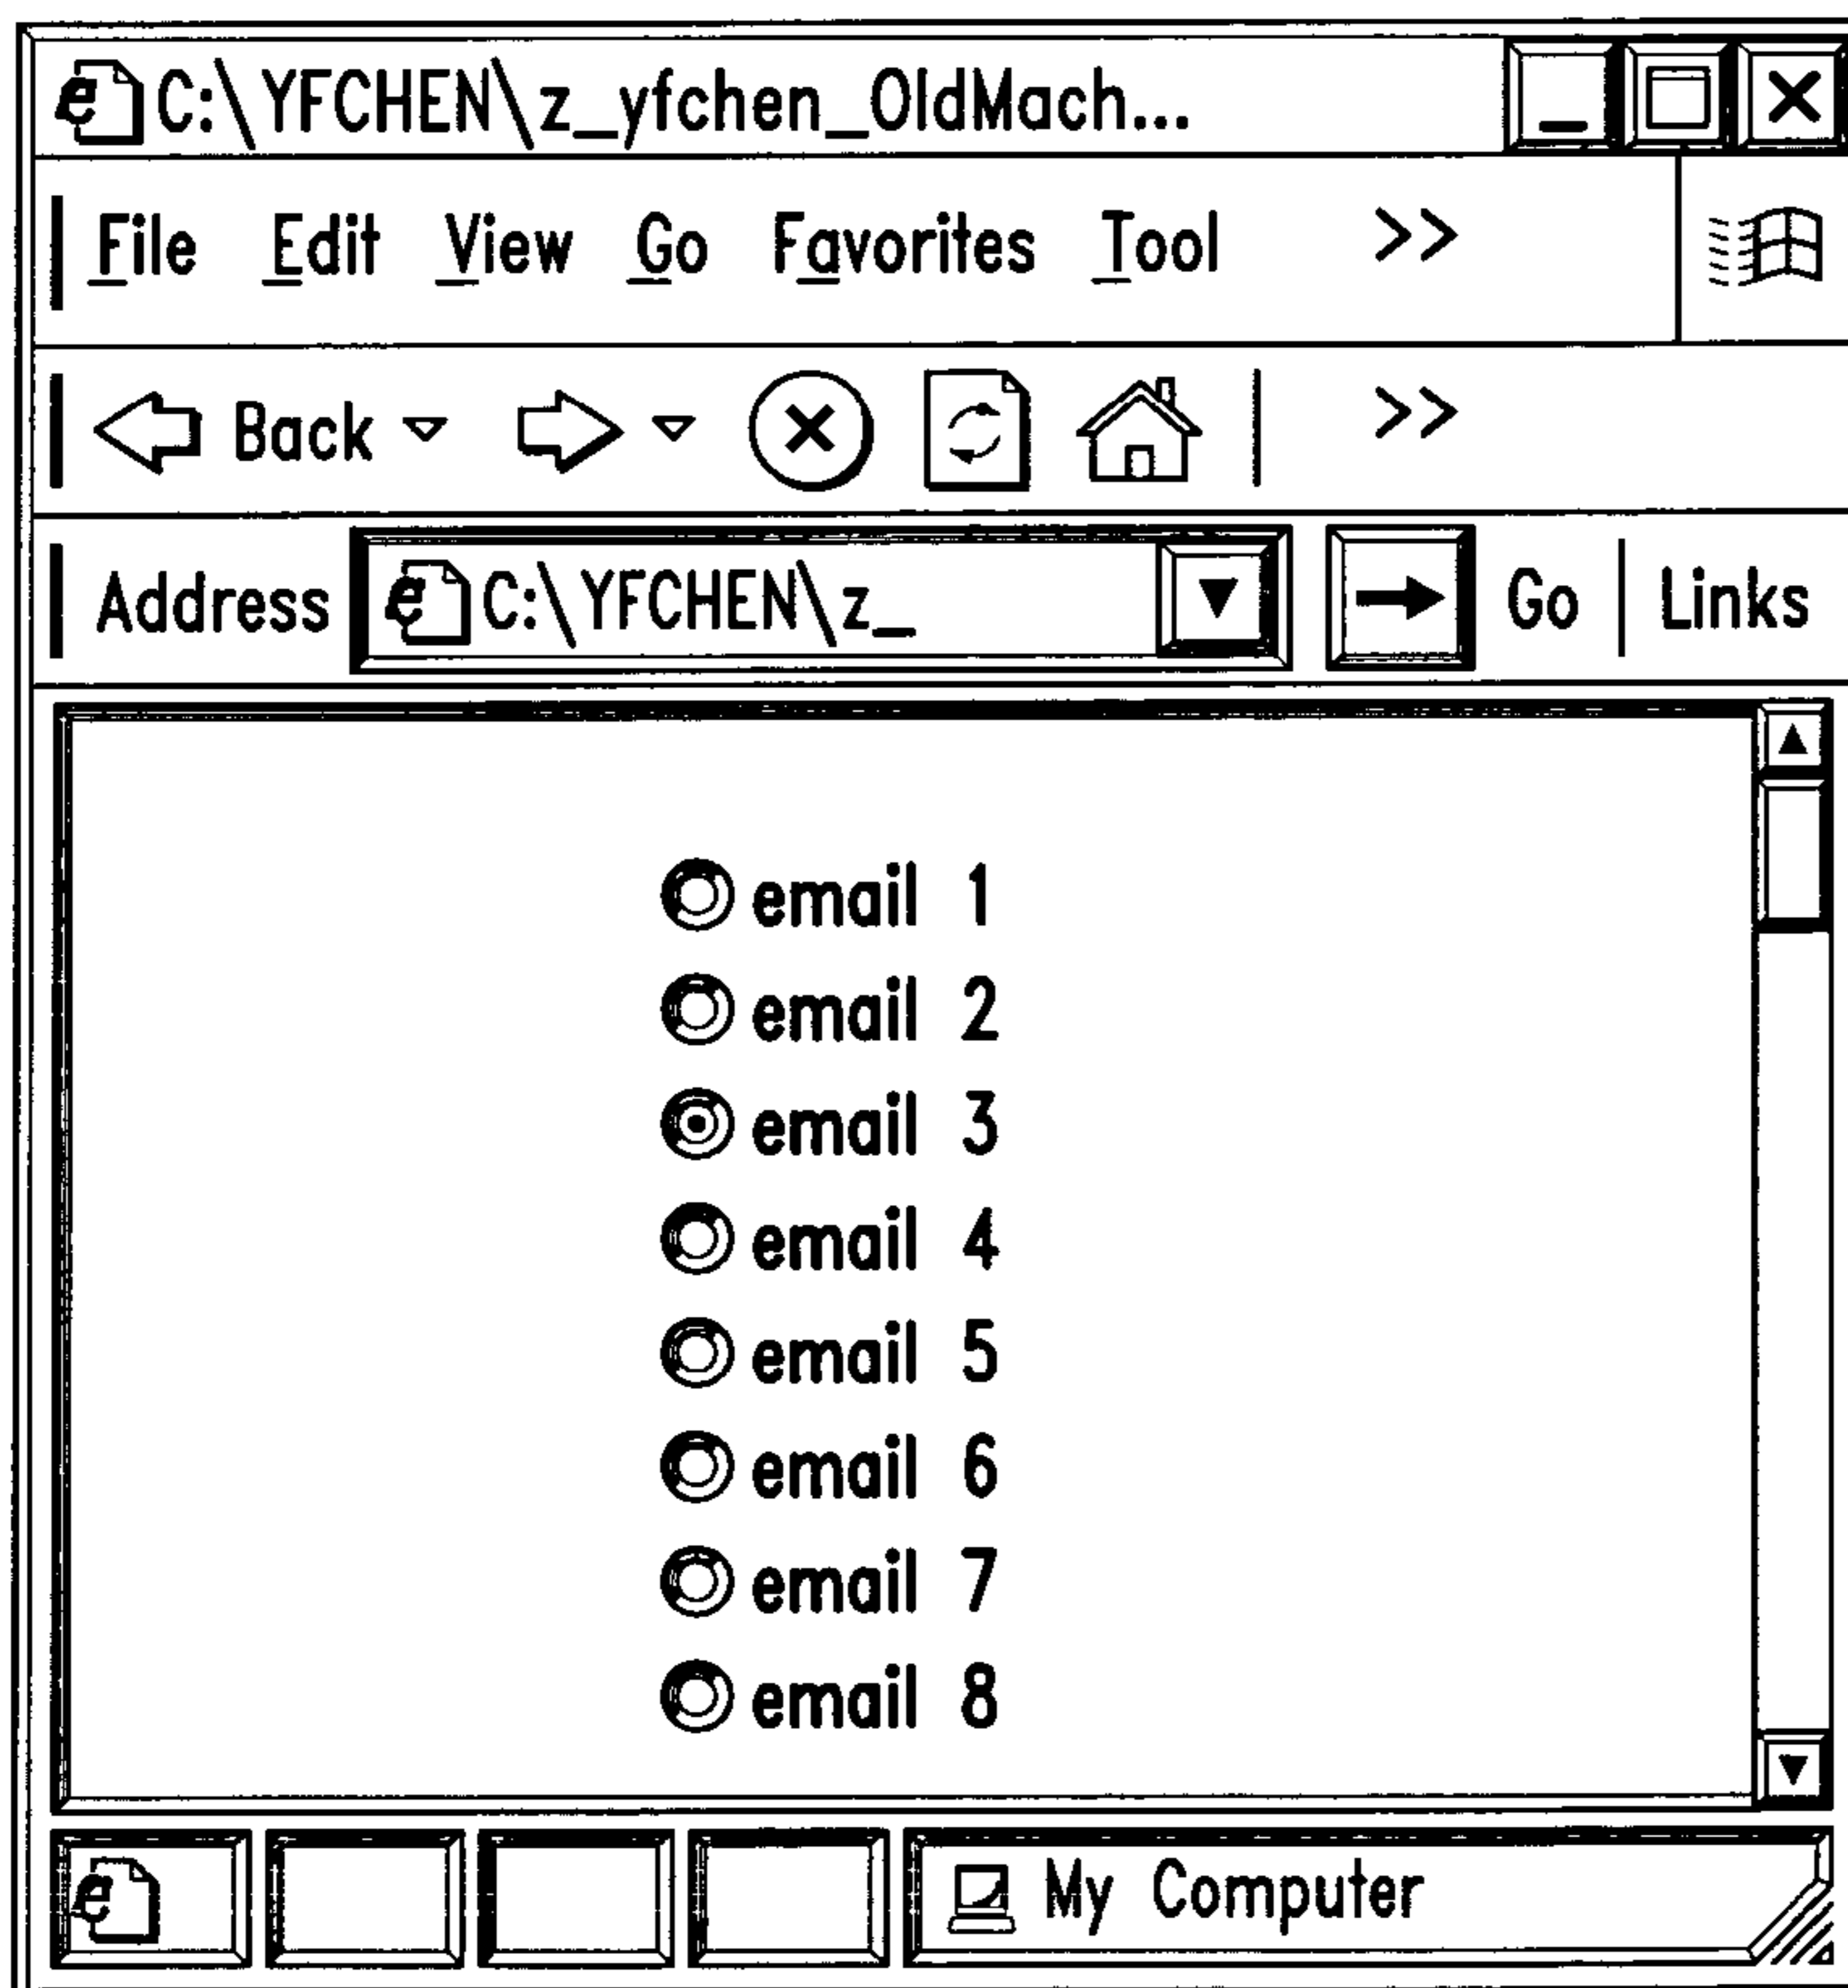 C:\YFCHEN\z_yfchen_OldMach...
File Edit View Go Favorites Tool >>
Back >>
Address C:\YFCHEN\z_ Go Links
email 1
email 2
email 3
email 4
email 5
email 6
email 7
email 8
My Computer